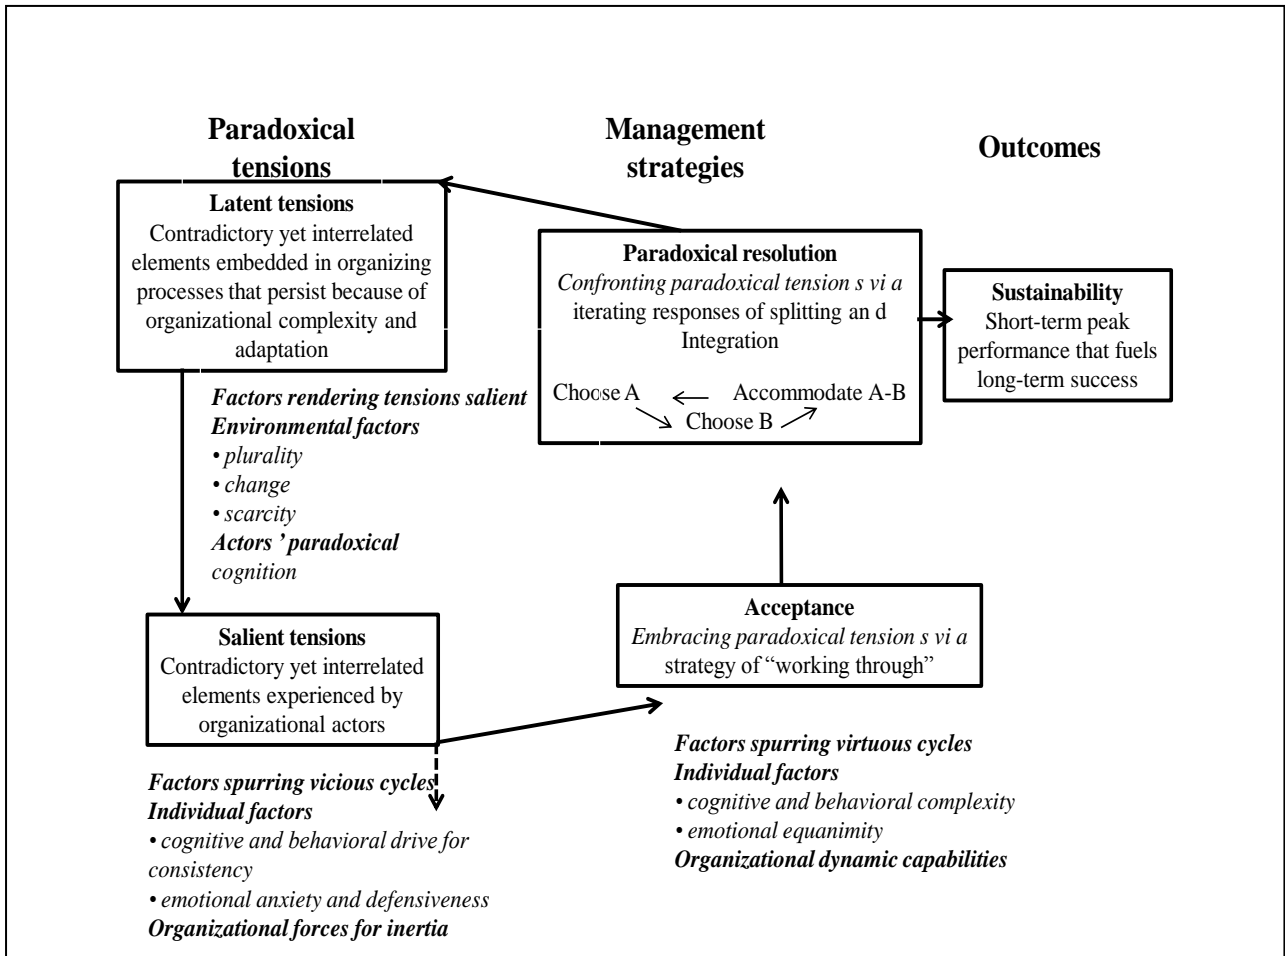 Paradoxical
tensions
Management
strategies
Outcomes
Latent tensions
Contradictory yet interrelated
elements embedded in organizing
processes that persist because of
organizational complexity and
adaptation
Paradoxical resolution
Confronting paradoxical tension s vi a
iterating responses of splitting an d
Integration
Choose A
Accommodate A-B
Choose B
Sustainability
Short-term peak
performance that fuels
long-term success
Factors rendering tensions salient
Environmental factors
• plurality
• change
• scarcity
Actors ’ paradoxical
cognition
Salient tensions
Contradictory yet interrelated
elements experienced by
organizational actors
Acceptance
Embracing paradoxical tension s vi a
strategy of “working through”
Factors spurring vicious cycles
Individual factors
• cognitive and behavioral drive for
consistency
• emotional anxiety and defensiveness
Organizational forces for inertia
Factors spurring virtuous cycles
Individual factors
• cognitive and behavioral complexity
• emotional equanimity
Organizational dynamic capabilities